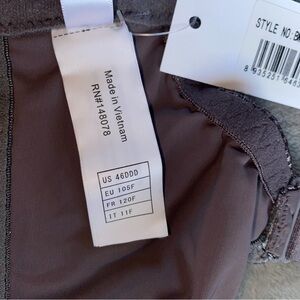 Made in Vietnam
RN#148078
US 46DDD
EU 105F
FR 120F
IT 11F
STYLE NO: